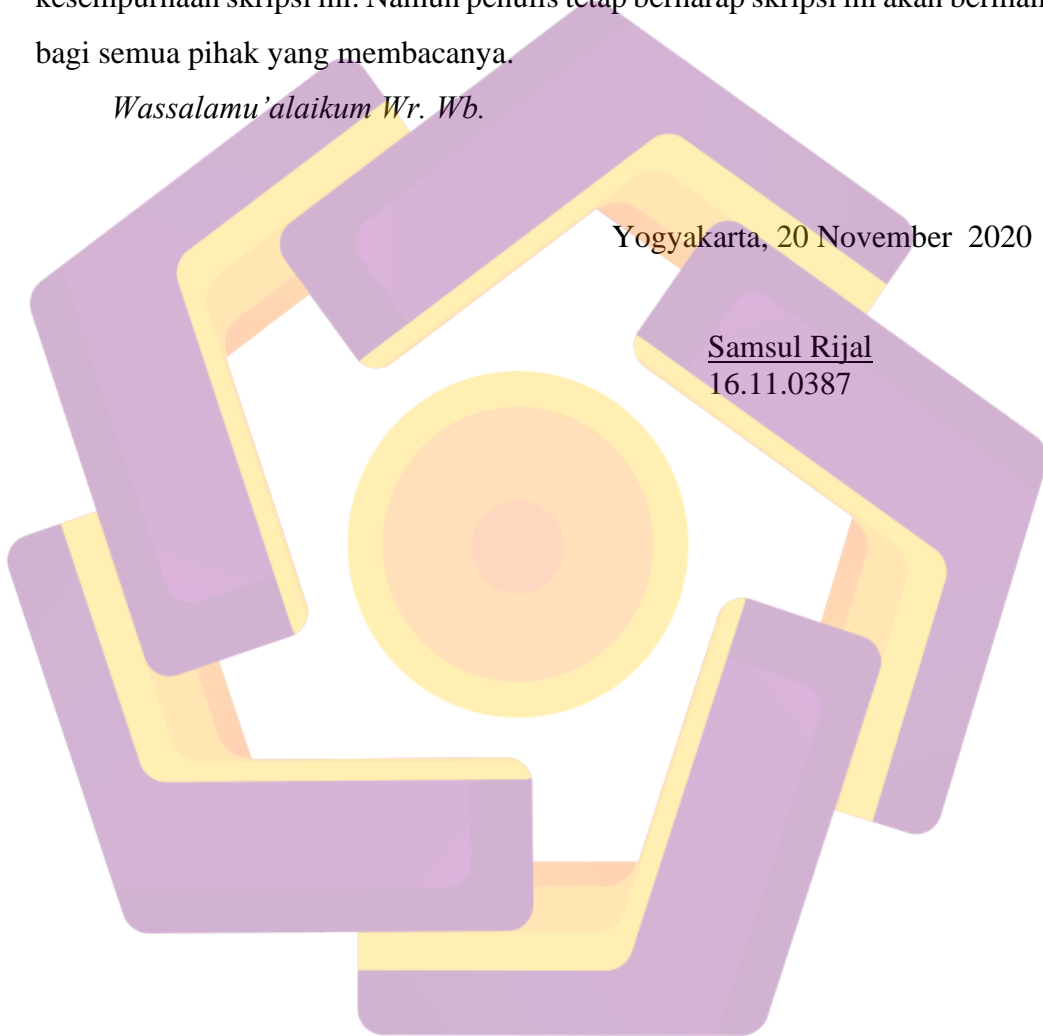 kesempurnaan skripsi ini. Namun penulis tetap berharap skripsi ini akan
bagi semua pihak yang membacanya.
Wassalamu’alaikum Wr. Wb.
Yogyakarta, 20 November 2020
Samsul Rijal
16.11.0387